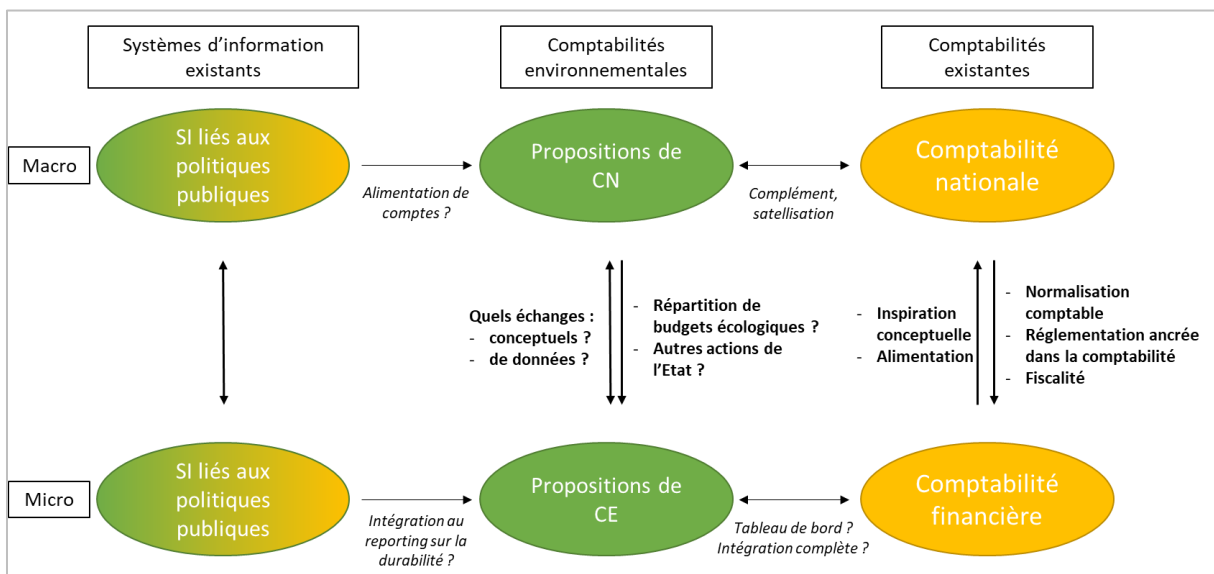 Systèmes d'information
existants
Comptabilités
environnementales
Comptabilités
existantes
Macro
SI liés aux
politiques
publiques
Alimentation de
comptes ?
Propositions de
CN
Complément,
satellisation
Comptabilité
nationale
Quels échanges :
- conceptuels ?
- de données ?
- Répartition de
budgets écologiques ?
- Autres actions de
l'Etat ?
- Inspiration
conceptuelle
- Alimentation
- Normalisation
comptable
- Réglementation ancrée
dans la comptabilité
- Fiscalité
Micro
SI liés aux
politiques
publiques
Intégration au
reporting sur la
durabilité ?
Propositions de
CE
Tableau de bord ?
Intégration complète ?
Comptabilité
financière